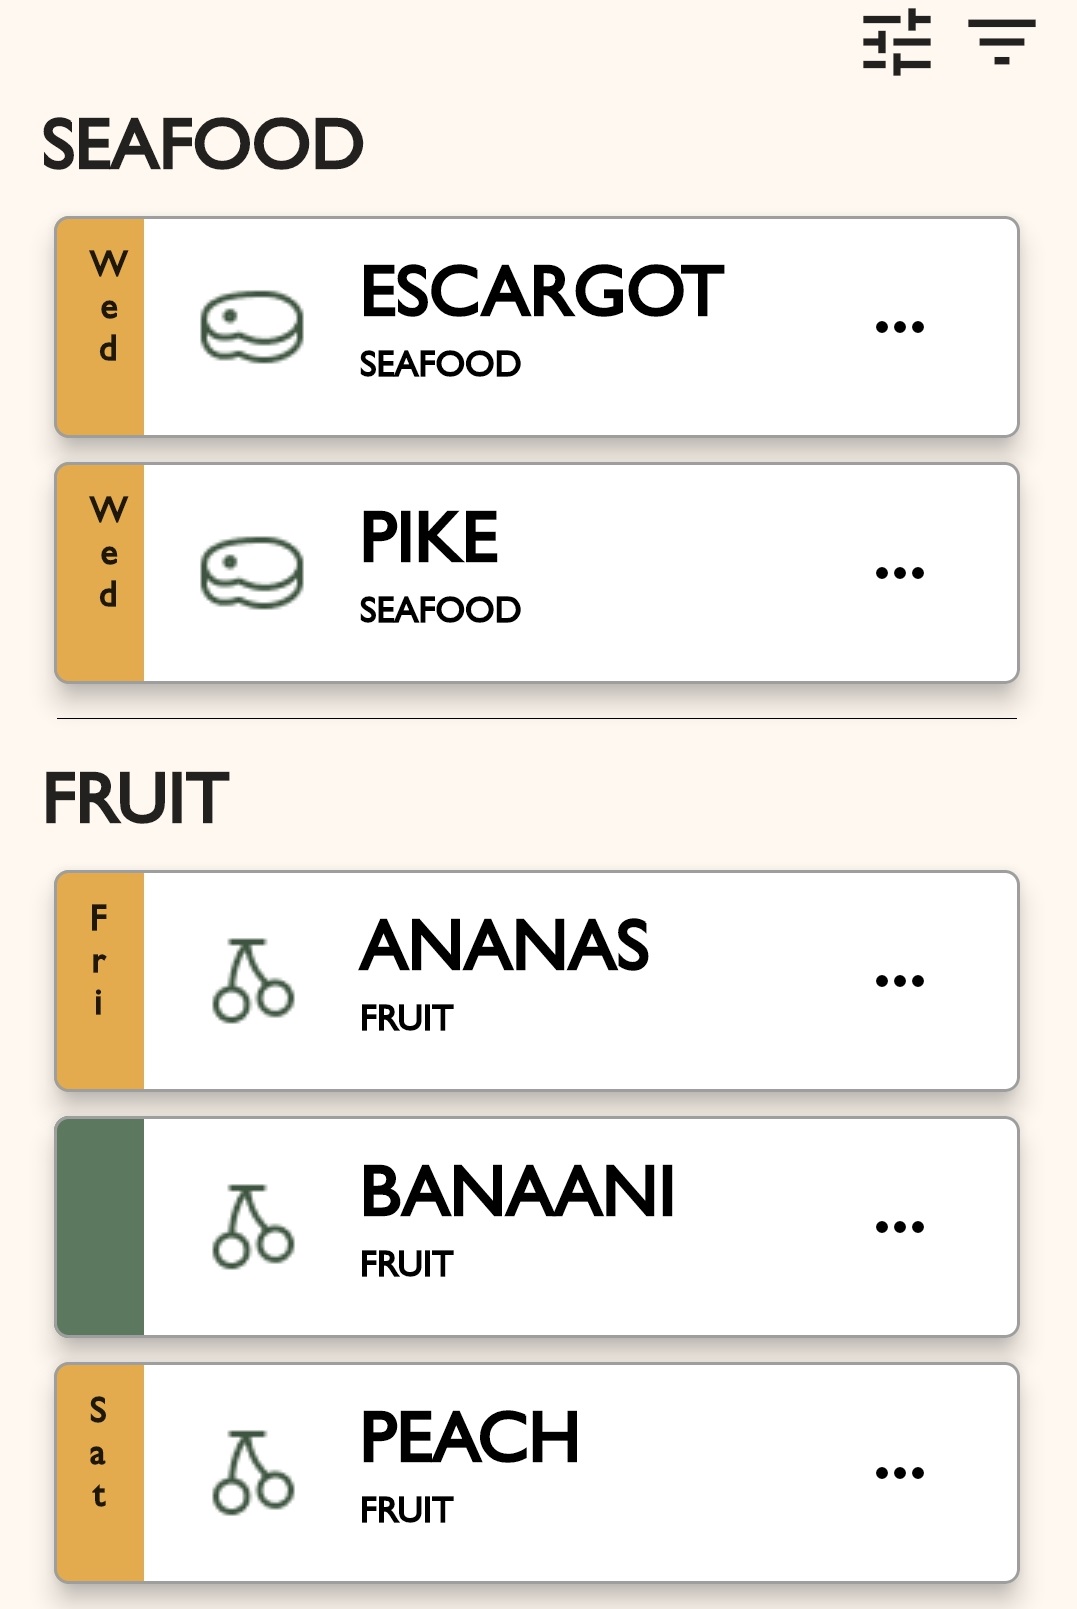 SEAFOOD
Wed
ESCARGOT
SEAFOOD
Wed
PIKE
SEAFOOD
FRUIT
Fri
ANANAS
FRUIT
BANAANI
FRUIT
Sat
PEACH
FRUIT